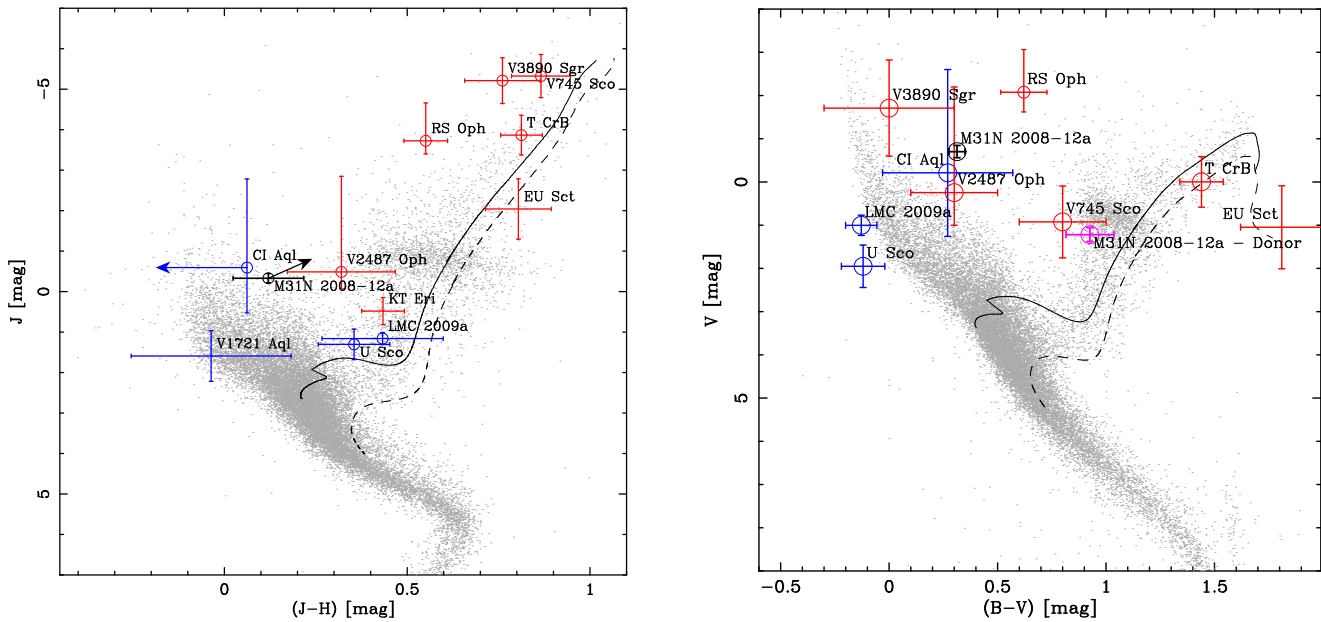 V3890 Sgr
V745 Sco
RS Oph
T CrB
EU Sct
CI Aql
V2487 Oph
M31N 2008-12a
KT Eri
LMC 2009a
V1721 Aql
U Sco
-5
0
5
J [mag]
0
0.5
1
(J-H) [mag]
RS Oph
V3890 Sgr
M31N 2008-12a
CI Aql
T CrB
V2487 Oph
LMC 2009a
V745 Sco
EU Sct
M31N 2008-12a - Donor
U Sco
0
5
V [mag]
-0.5
0
0.5
1
1.5
(B-V) [mag]